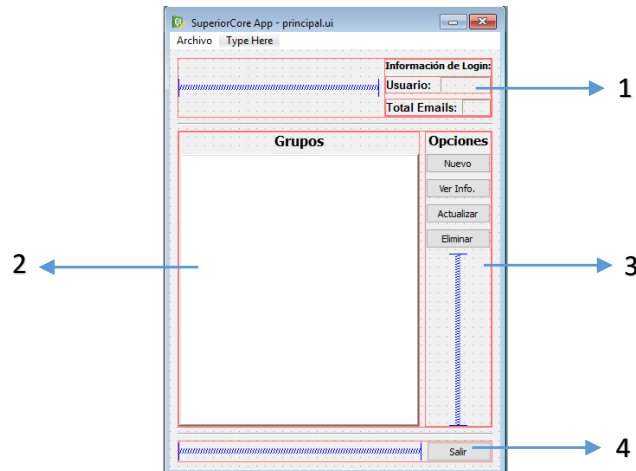 SuperiorCore App - principal.ui
Archivo Type Here
Información de Login:
Usuario:
1
Total Emails:
Grupos
Opciones
Nuevo
Ver Info.
Actualizar
Eliminar
2
3
Salir
4